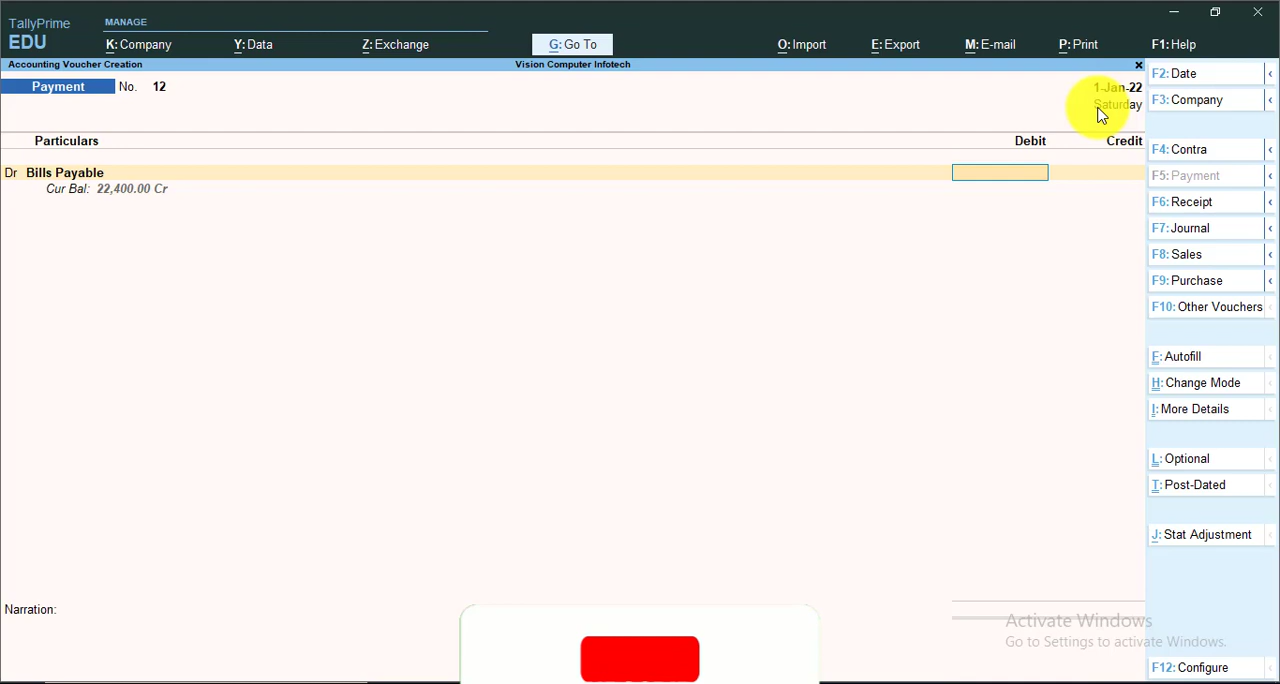 TallyPrime
EDU
MANAGE
K: Company
Y: Data
Z: Exchange
G: Go To
O: Import
E: Export
M: E-mail
P: Print
F1: Help
Accounting Voucher Creation
Vision Computer Infotech
Payment No. 12
1-Jan-22
Saturday
Particulars
Debit
Credit
Dr Bills Payable
Cur Bal: 22,400.00 Cr
Narration:
F2: Date
F3: Company
F4: Contra
F5: Payment
F6: Receipt
F7: Journal
F8: Sales
F9: Purchase
F10: Other Vouchers
F: Autofill
H: Change Mode
I: More Details
L: Optional
T: Post-Dated
J: Stat Adjustment
Activate Windows
Go to Settings to activate Windows.
F12: Configure